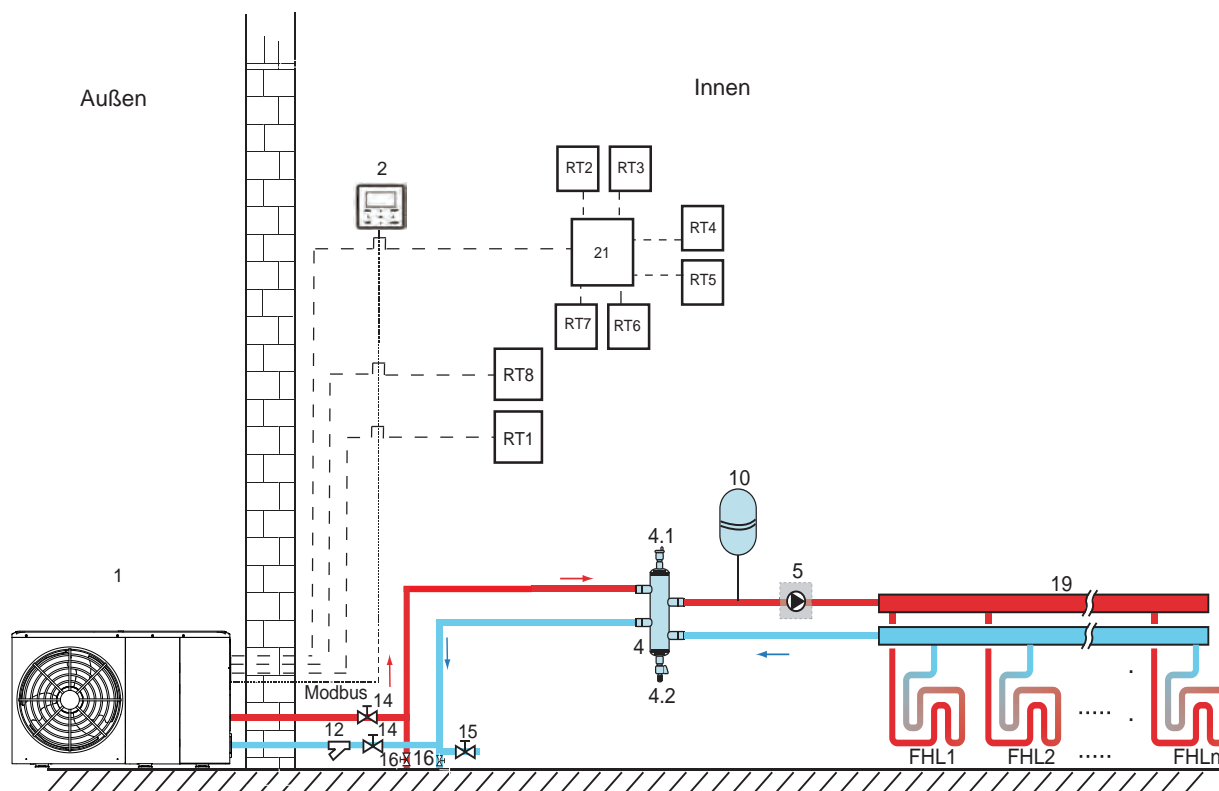 Außen
Innen
2
RT2
RT3
21
RT4
RT5
RT7
RT6
RT8
RT1
10
4.1
1
5
19
4
4.2
Modbus
14
12
14
15
16
16
FHL1
FHL2
.....
.....
FHLn